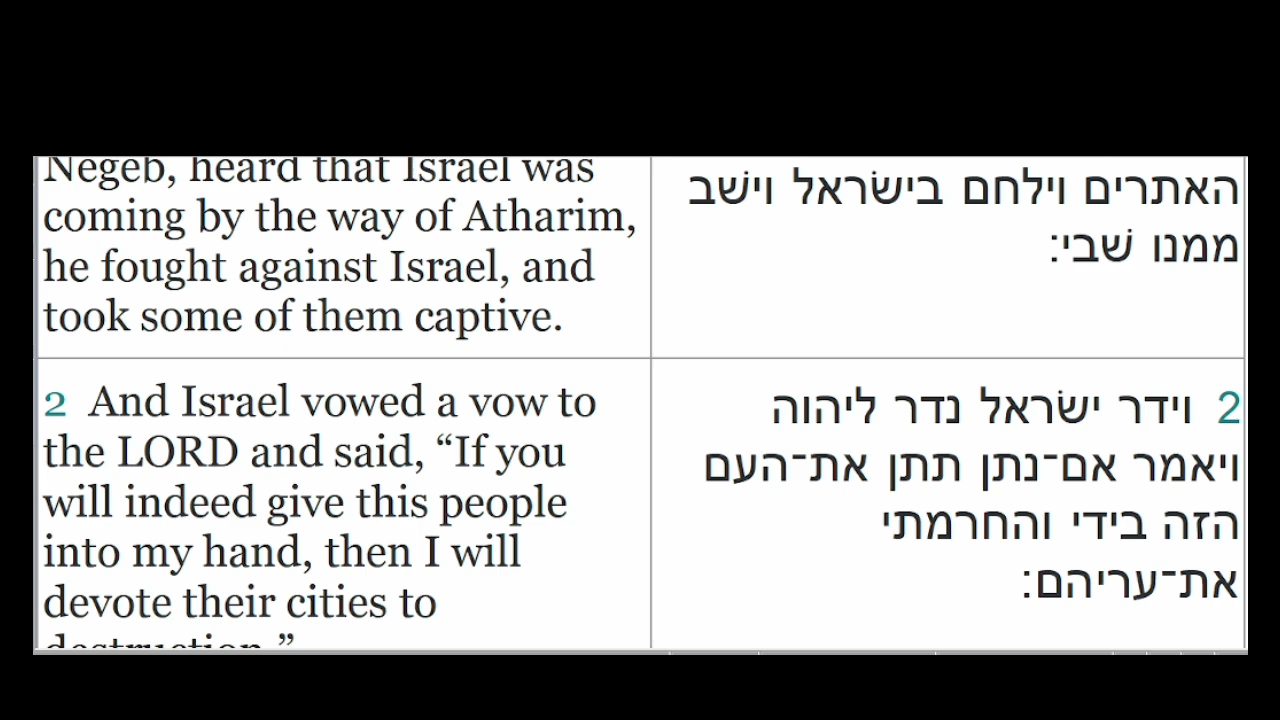 Negeb, heard that Israel was
coming by the way of Atharim,
he fought against Israel, and
took some of them captive.
האתרים וילחם בישׂראל וישׁב
ממנו שׁבי׃
2 And Israel vowed a vow to
the LORD and said, “If you
will indeed give this people
into my hand, then I will
devote their cities to
destruction.”
2 וידר ישׂראל נדר ליהוה
ויאמר אם־נתן תתן את־העם
הזה בידי והחרמתי
את־עריהם׃